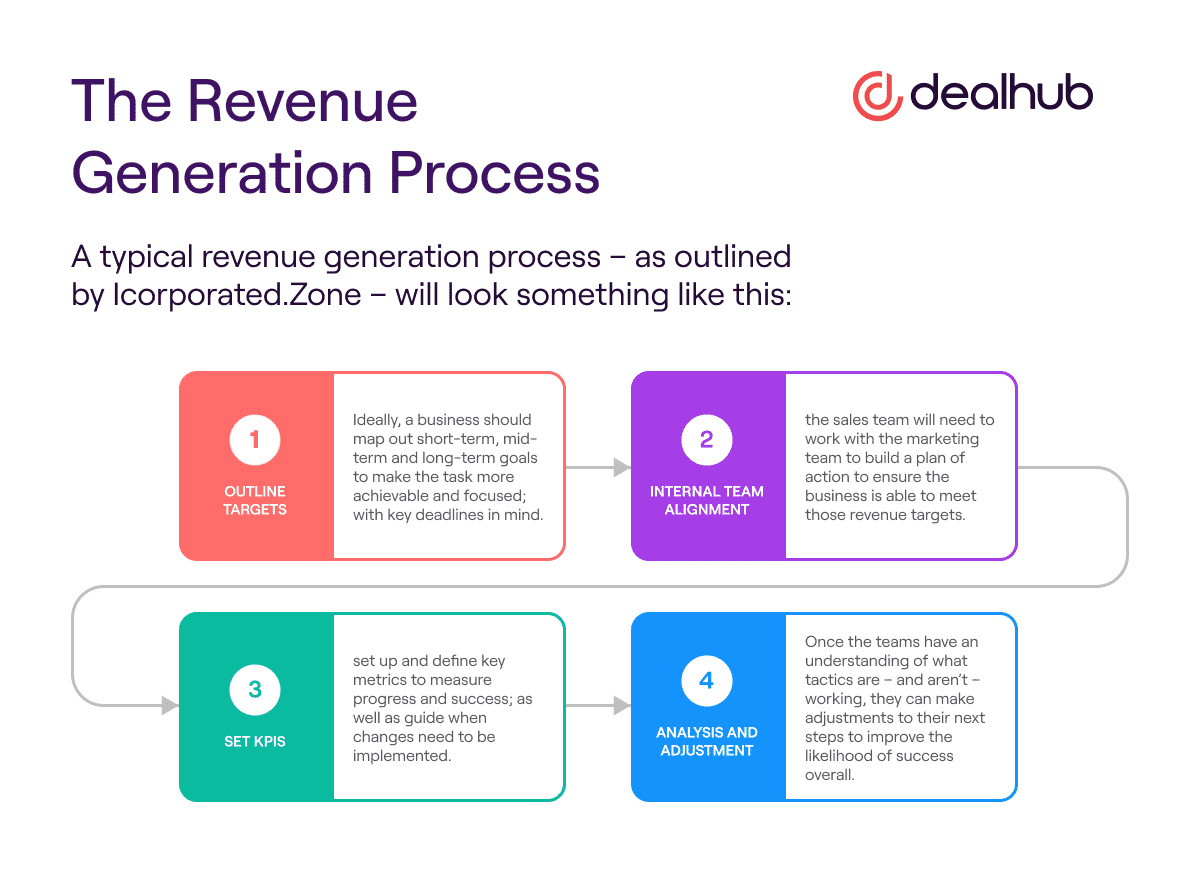 The Revenue
Generation Process
dealhub
A typical revenue generation process – as outlined
by Icorporated.Zone – will look something like this:
1
OUTLINE
TARGETS
Ideally, a business should
map out short-term, mid-
term and long-term goals
to make the task more
achievable and focused;
with key deadlines in mind.
2
INTERNAL TEAM
ALIGNMENT
the sales team will need to
work with the marketing
team to build a plan of
action to ensure the
business is able to meet
those revenue targets.
3
SET KPIS
set up and define key
metrics to measure
progress and success; as
well as guide when
changes need to be
implemented.
4
ANALYSIS AND
ADJUSTMENT
Once the teams have an
understanding of what
tactics are – and aren’t –
working, they can make
adjustments to their next
steps to improve the
likelihood of success
overall.